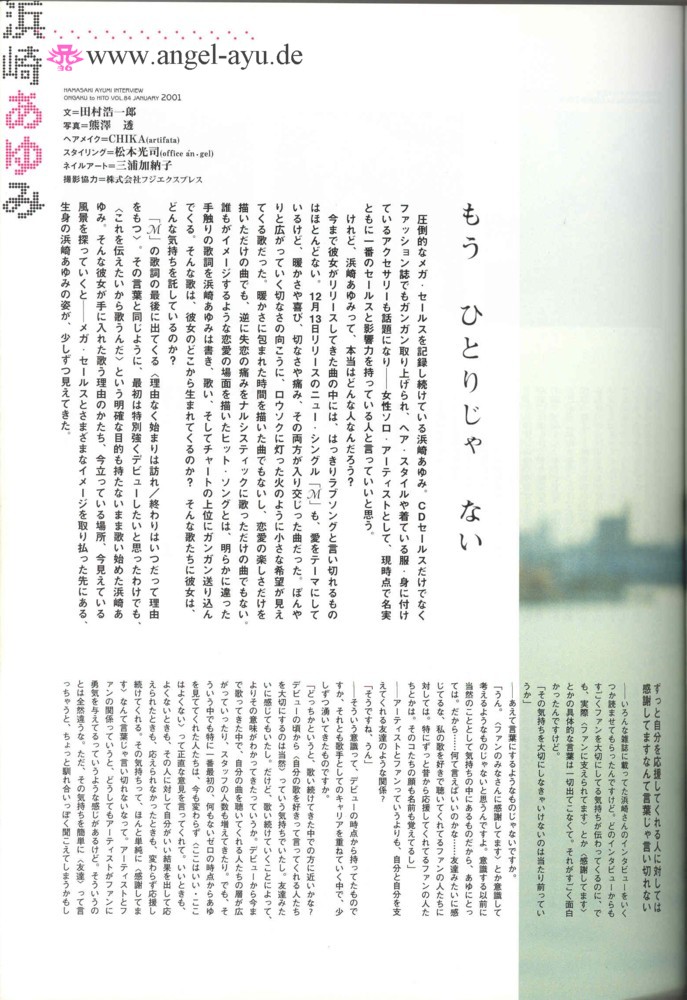 浜崎あゆみ
www.angel-ayu.de
HAMASAKI AYUMI INTERVIEW
ONGAKU to HITO VOL.84 JANUARY 2001
文=田村浩一郎
写真=熊澤 透
ヘアメイク=CHIKA(artifata)
スタイリング=松本光司(office in-gel)
ネイルアート=三浦加納子
撮影協力=株式会社フジエクスプレス
もう ひとりじゃ ない
圧倒的なメガ・セールスを記録し続けている浜崎あゆみ。CDセールスだけでなく
ファッション誌でもガンガン取り上げられ、ヘア・スタイルや着ている服・身に付け
ているアクセサリーも話題になり——女性ソロ・アーティストとして、現時点で名実
ともに一番のセールスと影響力を持っている人と言っていいと思う。
けれど、浜崎あゆみって、本当はどんな人なんだろう？
今まで彼女がリリースしてきた曲の中には、はっきりラブソングと言い切れるもの
はほとんどない。12月13日リリースのニュー・シングル「M」も、愛をテーマにして
いるけど、暖かさや喜び、切なさや痛み、その両方が入り交じった曲だった。ぼんや
りと広がっていく切なさの向こうに、ロウソクに灯った火のように小さな希望が見え
てくる歌だった。暖かさに包まれた時間を描いた曲でもないし、恋愛の楽しさだけを
描いただけの曲でも、逆に失恋の痛みをナルシスティックに歌っただけの曲でもない。
誰もがイメージするような恋愛の場面を描いたヒット・ソングとは、明らかに違った
手触りの歌詞を浜崎あゆみは書き、歌い、そしてチャートの上位にガンガン送り込ん
でくる。そんな歌は、彼女のどこから生まれてくるのか？ そんな歌たちに彼女は、
どんな気持ちを託しているのか？
「M」の歌詞の最後に出てくる〈理由なく始まりは訪れ／終わりはいつだって理由
をもつ〉。その言葉と同じように、最初は特別強くデビューしたいと思ったわけでも、
〈これを伝えたいから歌うんだ〉という明確な目的も持たないまま歌い始めた浜崎あ
ゆみ。そんな彼女が手に入れた歌う理由のかたち、今立っている場所、今見えている
風景を探っていくと——メガ・セールスとさまざまなイメージを取り払った先にある、
生身の浜崎あゆみの姿が、少しずつ見えてきた。
ずっと自分を応援してくれる人に対しては
感謝してますなんて言葉じゃ言い切れない
——いろんな雑誌に載ってた浜崎さんのインタビューをいく
つか読ませてもらったんですけど。どのインタビューからも
すごくファンを大切にしてる気持ちが伝わってくるのに、で
も、実際〈ファンに支えられてます〉とか〈感謝してます〉
とかの具体的な言葉は一切出てこなくて、それがすごく面白
かったんですけど。
「その気持ちを大切にしなきゃいけないのは当たり前ってい
うか」
——あえて言葉にするようなものじゃないですか。
「うん。〈ファンのみなさんに感謝してます〉とか意識して
考えるようなものじゃないと思うんですよ。意識する以前に
当然のこととして気持ちの中にあるものだから、あゆにとっ
ては。だから……何て言えばいいのかな……友達みたいに感
じてるな、私の歌を好きで聴いてくれてるファンの人たちに
対しては。特にずっと昔から応援してくれてるファンの人た
ちとかは。そのコたちの顔も名前も覚えてるし」
——アーティストとファンっていうよりも、自分と自分を支
えてくれる友達のような関係？
「そうですね、うん」
——そういう意識って、デビューの時点から持ってたもので
すか、それとも歌手としてのキャリアを重ねていく中で、少
しずつ湧いてきたものですか。
「どっちかというと、歌い続けてきた中での方に近いかな？
デビューの頃から〈自分の歌を好きって言ってくれる人たち
を大切にするのは当然〉っていう気持ちでいたし。友達みた
いに感じてもいたし。だけど、歌い続けていくことによって、
よりその意味がわかってきたっていうか。デビューから今ま
で歌ってきた中で、自分の曲を聴いてくれる人たちの層が広
がっていったり、スタッフの人数も増えてきたり。でも、そ
ういう中でも特に一番最初の、何もないゼロの時点からあゆ
を見ててくれた人たちは、今も変わらず〈ここはいい・ここ
はよくない〉って正直な意見を言ってくれて。いいときも、
よくないときも、その人に対して自分がいい結果を出して応
えられたときも、応えられなかったときも、変わらず応援し
続けてくれる。その気持ちって、ほんと単純に〈感謝してま
す〉なんて言葉じゃ言い切れないなって。アーティストとフ
ァンの関係っていうと、どうしてもアーティストがファンに
勇気を与えてるっていうような感じがあるけど。そういうの
とは全然違うな。ただ、その気持ちを簡単に〈友達〉って言
っちゃうと、ちょっと馴れ合いっぽく聞こえてしまうかもし